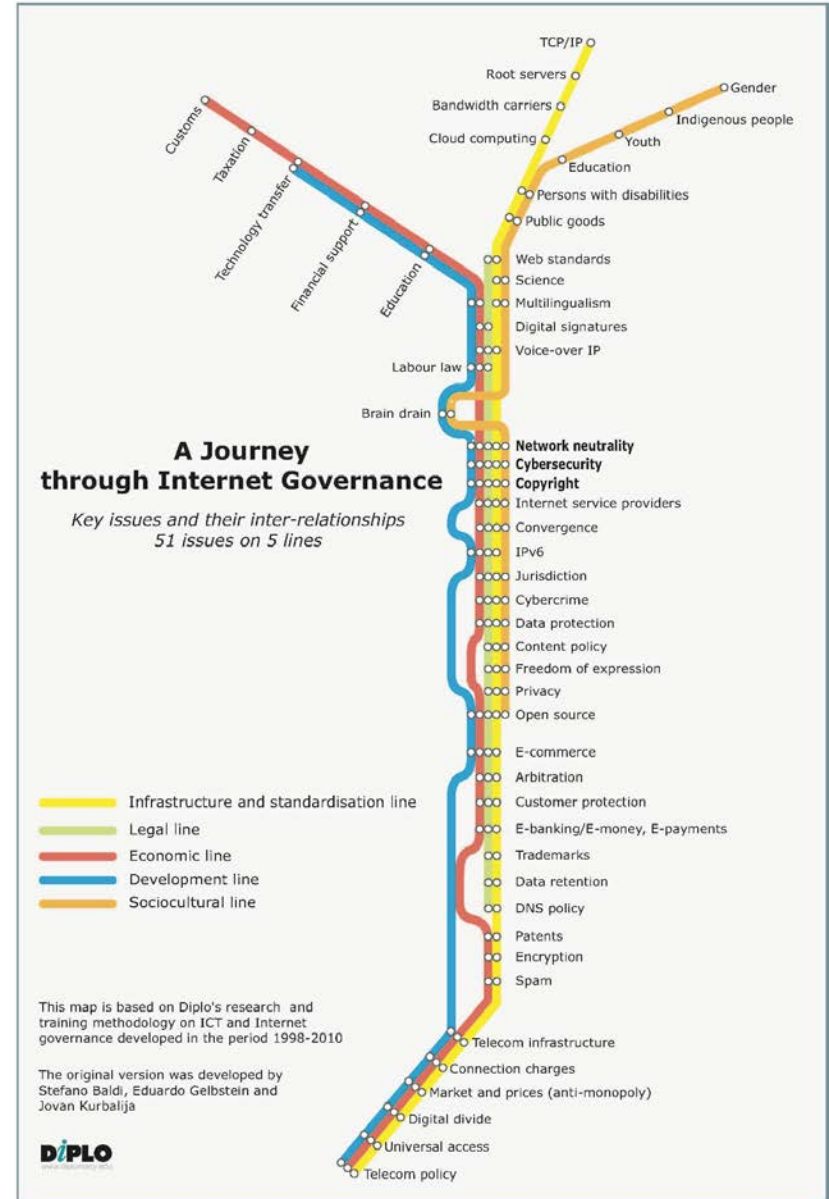 TCP/IP
Root servers
Bandwidth carriers
Cloud computing
Gender
Indigenous people
Youth
Education
Persons with disabilities
Public goods
Customs
Taxation
Technology transfer
Financial support
Education
Web standards
Science
Multilingualism
Digital signatures
Voice-over IP
Labour law
Brain drain
A Journey
through Internet Governance
Key issues and their inter-relationships
51 issues on 5 lines
Network neutrality
Cybersecurity
Copyright
Internet service providers
Convergence
IPv6
Jurisdiction
Cybercrime
Data protection
Content policy
Freedom of expression
Privacy
Open source
E-commerce
Arbitration
Customer protection
E-banking/E-money, E-payments
Trademarks
Data retention
DNS policy
Patents
Encryption
Spam
Infrastructure and standardisation line
Legal line
Economic line
Development line
Sociocultural line
Telecom infrastructure
Connection charges
Market and prices (anti-monopoly)
Digital divide
Universal access
Telecom policy
This map is based on Diplo's research and
training methodology on ICT and Internet
governance developed in the period 1998-2010
The original version was developed by
Stefano Baldi, Eduardo Gelbstein and
Jovan Kurbalija
DiPLO